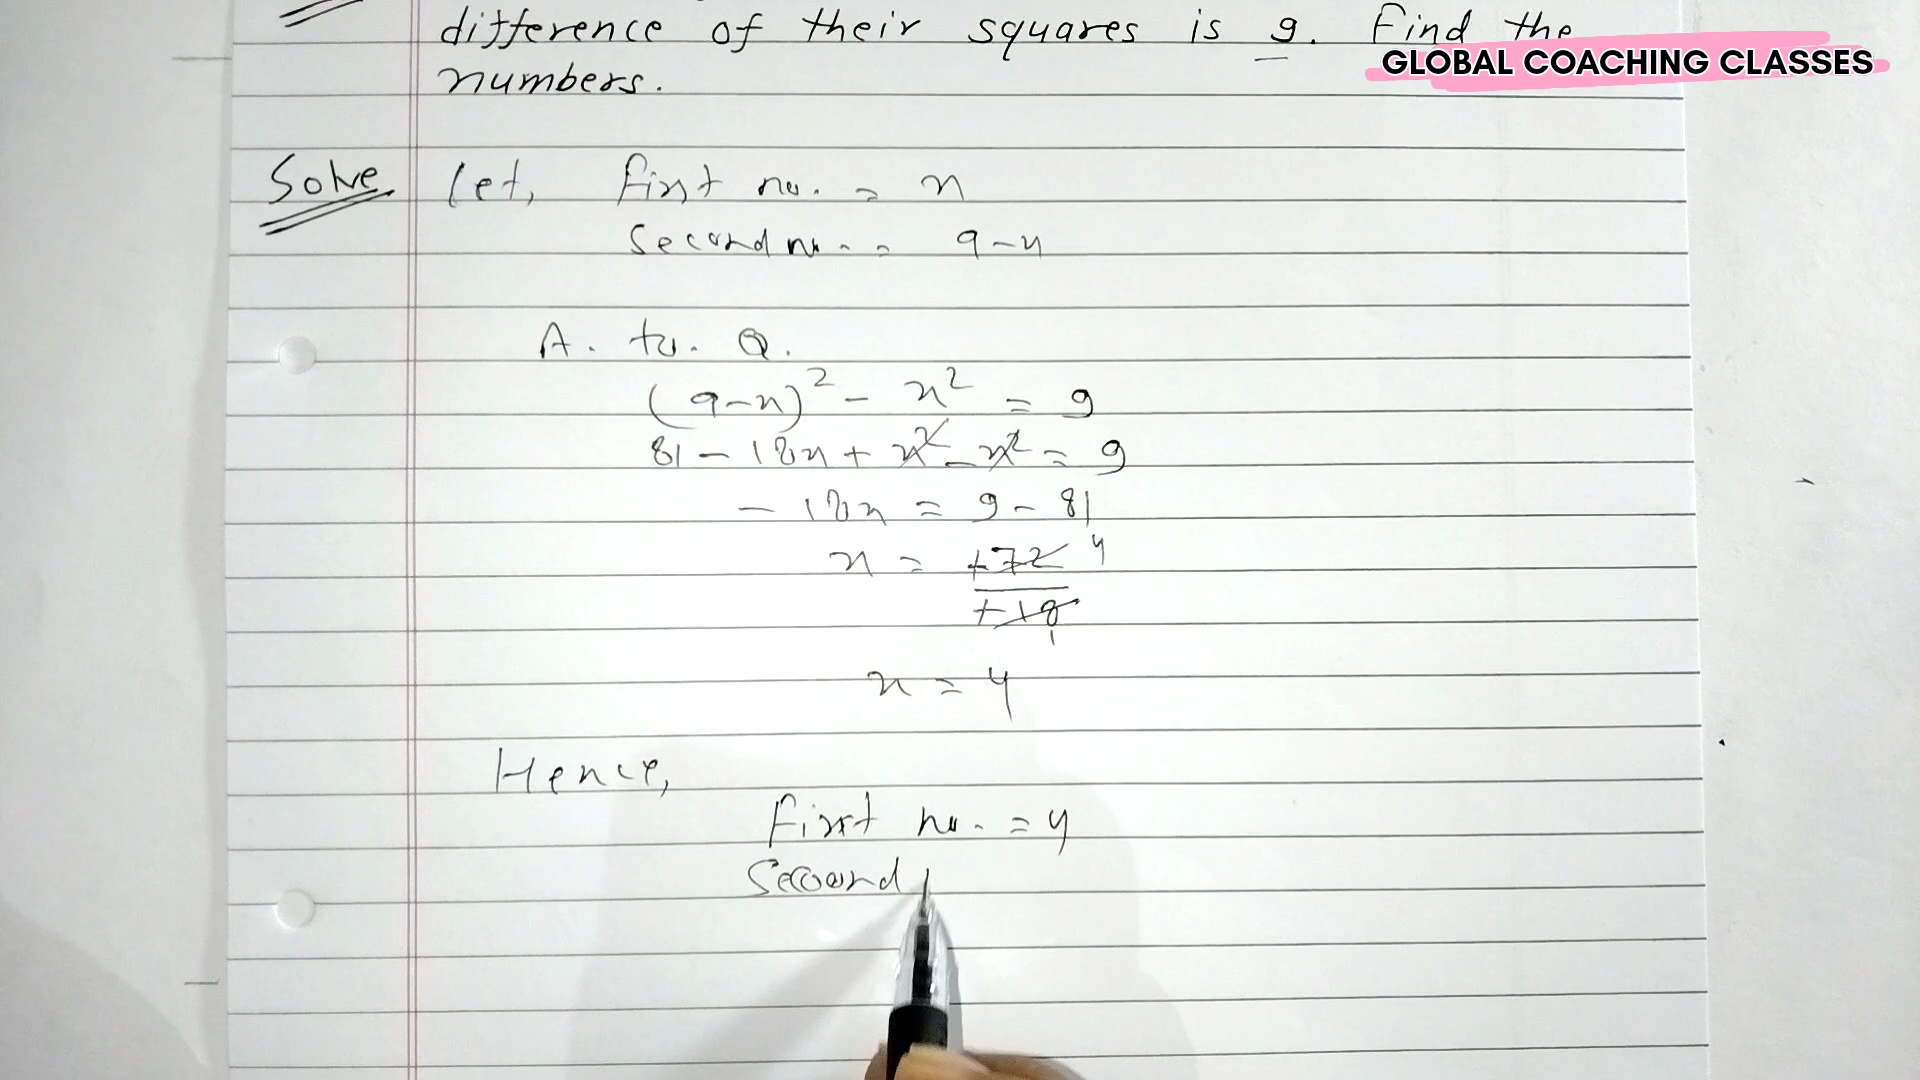 difference of their squares is 9. Find the
GLOBAL COACHING CLASSES
numbers.
Solve Let, First no. = x
Second no. = 9-x
A. to. Q.
(9-x)² - x² = 9
81 - 18x + x² - x² = 9
- 18x = 9 - 81
x = +72 4
+18
1
x = 4
Hence,
First no. = 4
Second